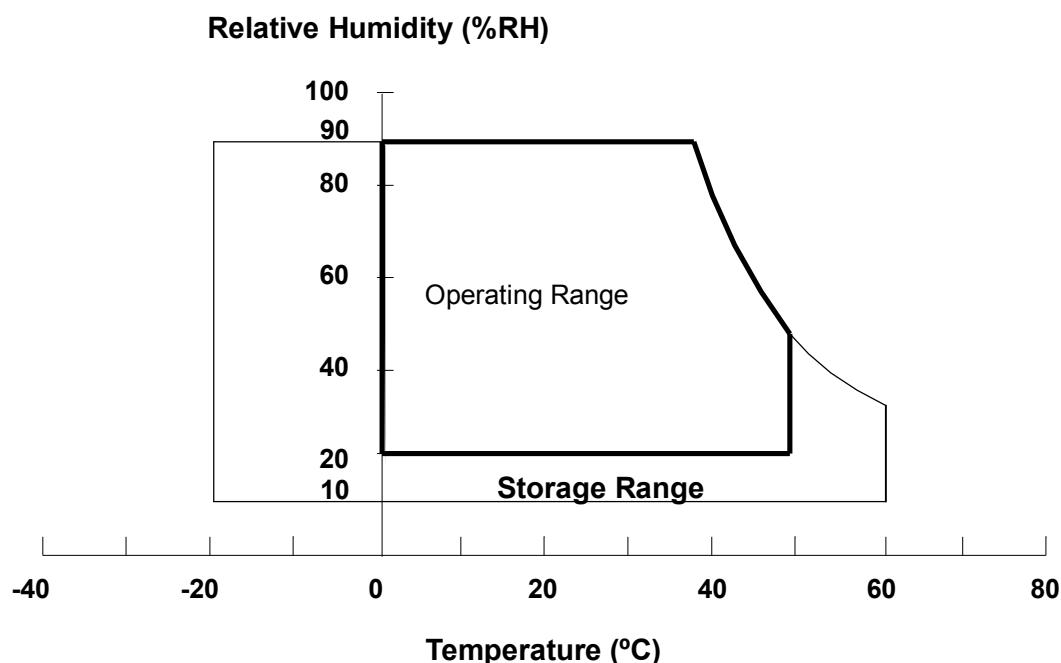 Relative Humidity (%RH)
100
90
80
60
Operating Range
40
20
10
Storage Range
-40 -20 0 20 40 60 80
Temperature (ºC)